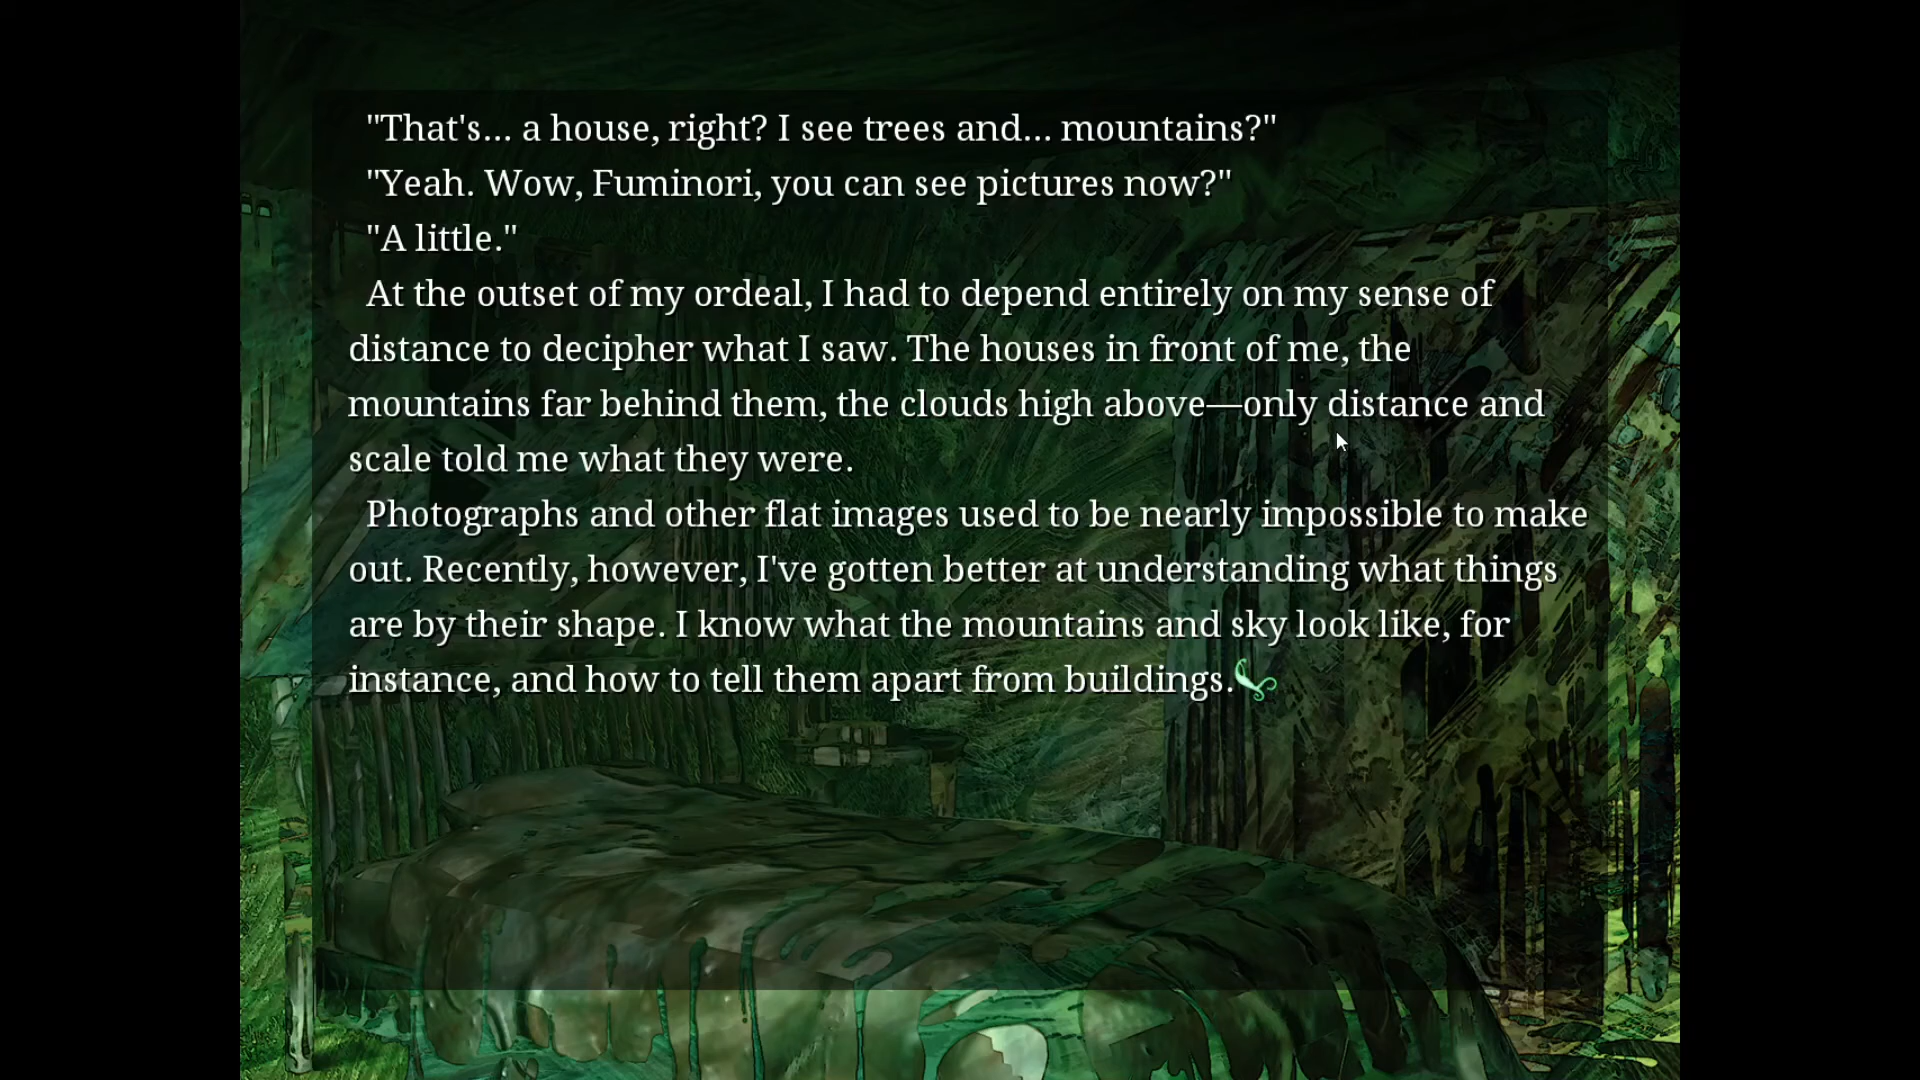 "That's... a house, right? I see trees and... mountains?"
"Yeah. Wow, Fuminori, you can see pictures now?"
"A little."
At the outset of my ordeal, I had to depend entirely on my sense of
distance to decipher what I saw. The houses in front of me, the
mountains far behind them, the clouds high above—only distance and
scale told me what they were.
Photographs and other flat images used to be nearly impossible to make
out. Recently, however, I've gotten better at understanding what things
are by their shape. I know what the mountains and sky look like, for
instance, and how to tell them apart from buildings.